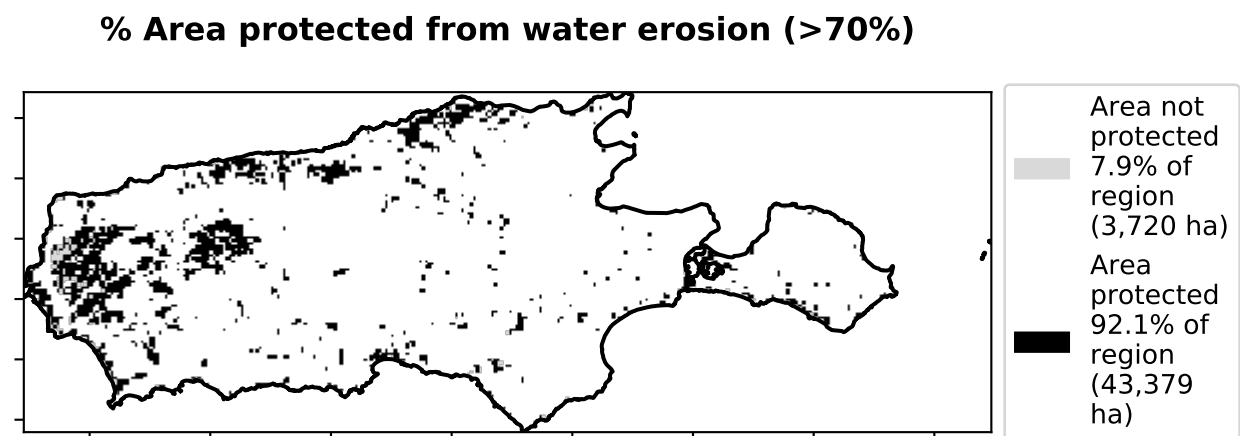 % Area protected from water erosion (>70%)
Area not
protected
7.9% of
region
(3,720 ha)
Area
protected
92.1% of
region
(43,379
ha)